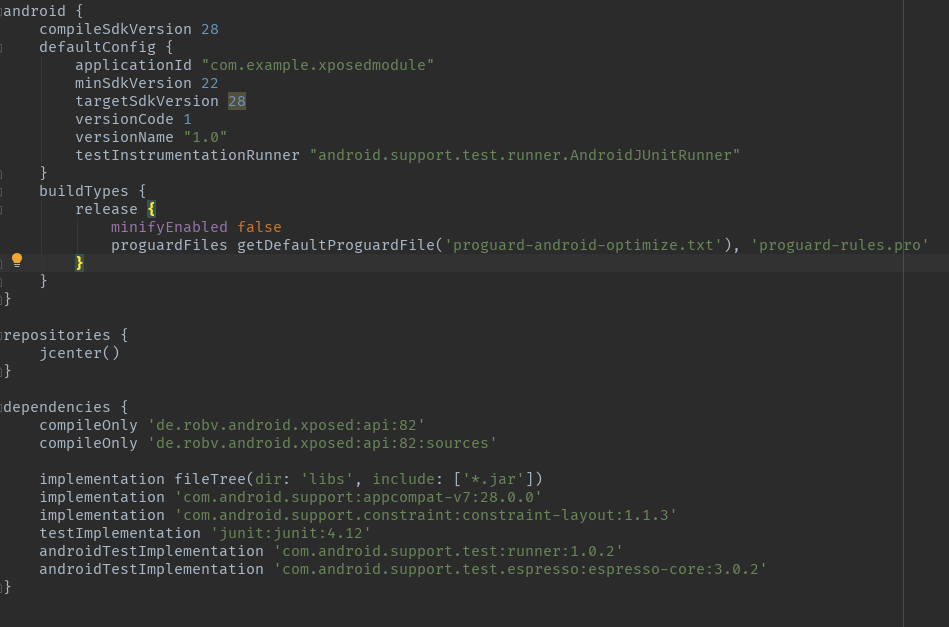 android {
    compileSdkVersion 28
    defaultConfig {
        applicationId "com.example.xposedmodule"
        minSdkVersion 22
        targetSdkVersion 28
        versionCode 1
        versionName "1.0"
        testInstrumentationRunner "android.support.test.runner.AndroidJUnitRunner"
    }
    buildTypes {
        release {
            minifyEnabled false
            proguardFiles getDefaultProguardFile('proguard-android-optimize.txt'), 'proguard-rules.pro'
        }
    }
}

repositories {
    jcenter()
}

dependencies {
    compileOnly 'de.robv.android.xposed:api:82'
    compileOnly 'de.robv.android.xposed:api:82:sources'

    implementation fileTree(dir: 'libs', include: ['*.jar'])
    implementation 'com.android.support:appcompat-v7:28.0.0'
    implementation 'com.android.support.constraint:constraint-layout:1.1.3'
    testImplementation 'junit:junit:4.12'
    androidTestImplementation 'com.android.support.test:runner:1.0.2'
    androidTestImplementation 'com.android.support.test.espresso:espresso-core:3.0.2'
}